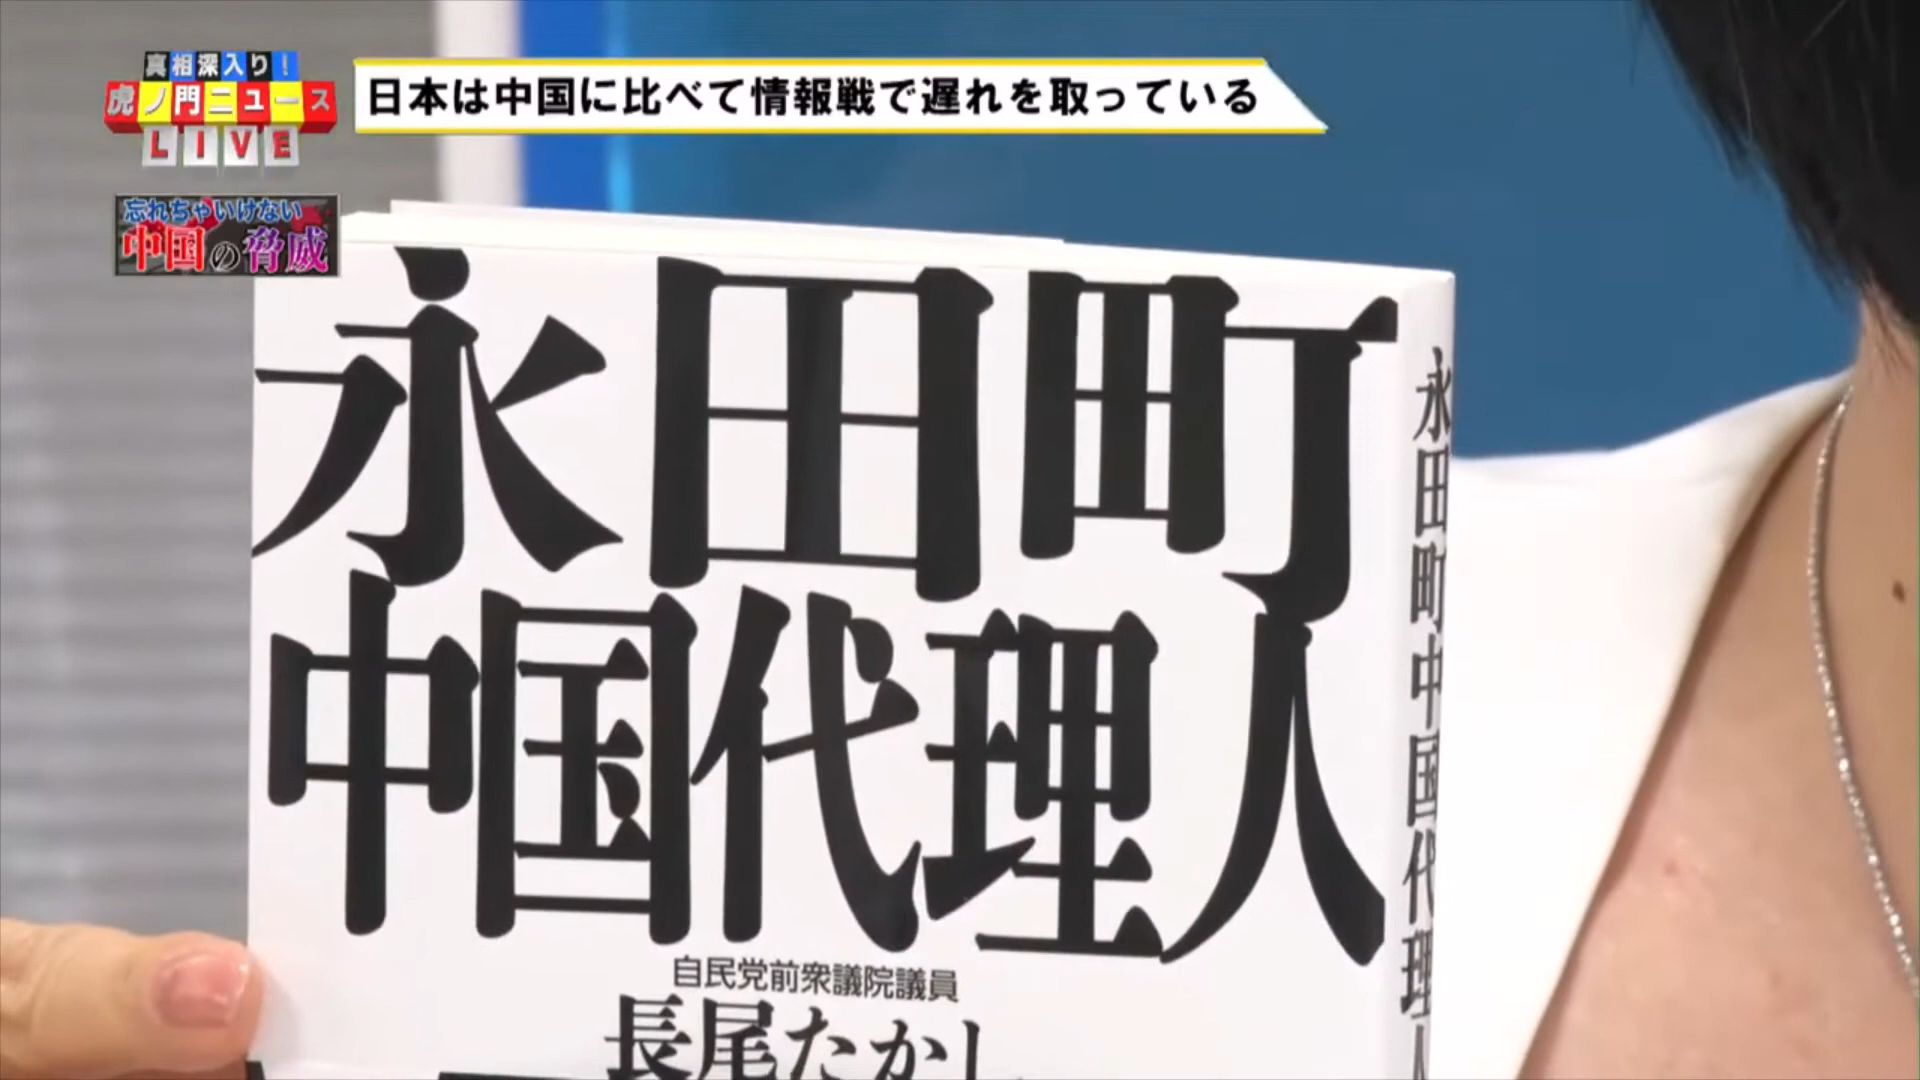 真相深入り！
虎ノ門ニュース
LIVE
日本は中国に比べて情報戦で遅れを取っている
忘れちゃいけない
中国の脅威
永田町
中国代理人
自民党前衆議院議員
長尾たかし
永田町中国代理人